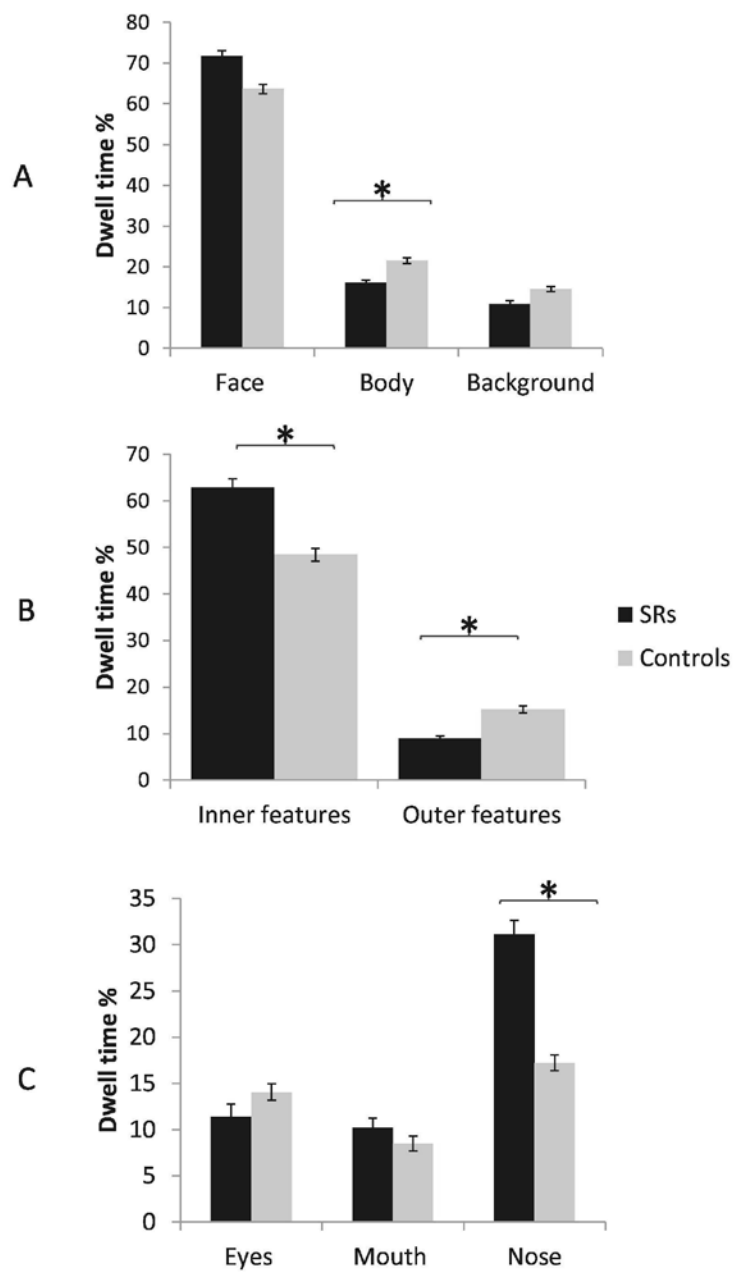 A
Dwell time %
80
70
60
50
40
30
20
10
0
*
Face Body Background
B
Dwell time %
70
60
50
40
30
20
10
0
*
*
Inner features Outer features
SRs
Controls
C
Dwell time %
35
30
25
20
15
10
5
0
*
Eyes Mouth Nose